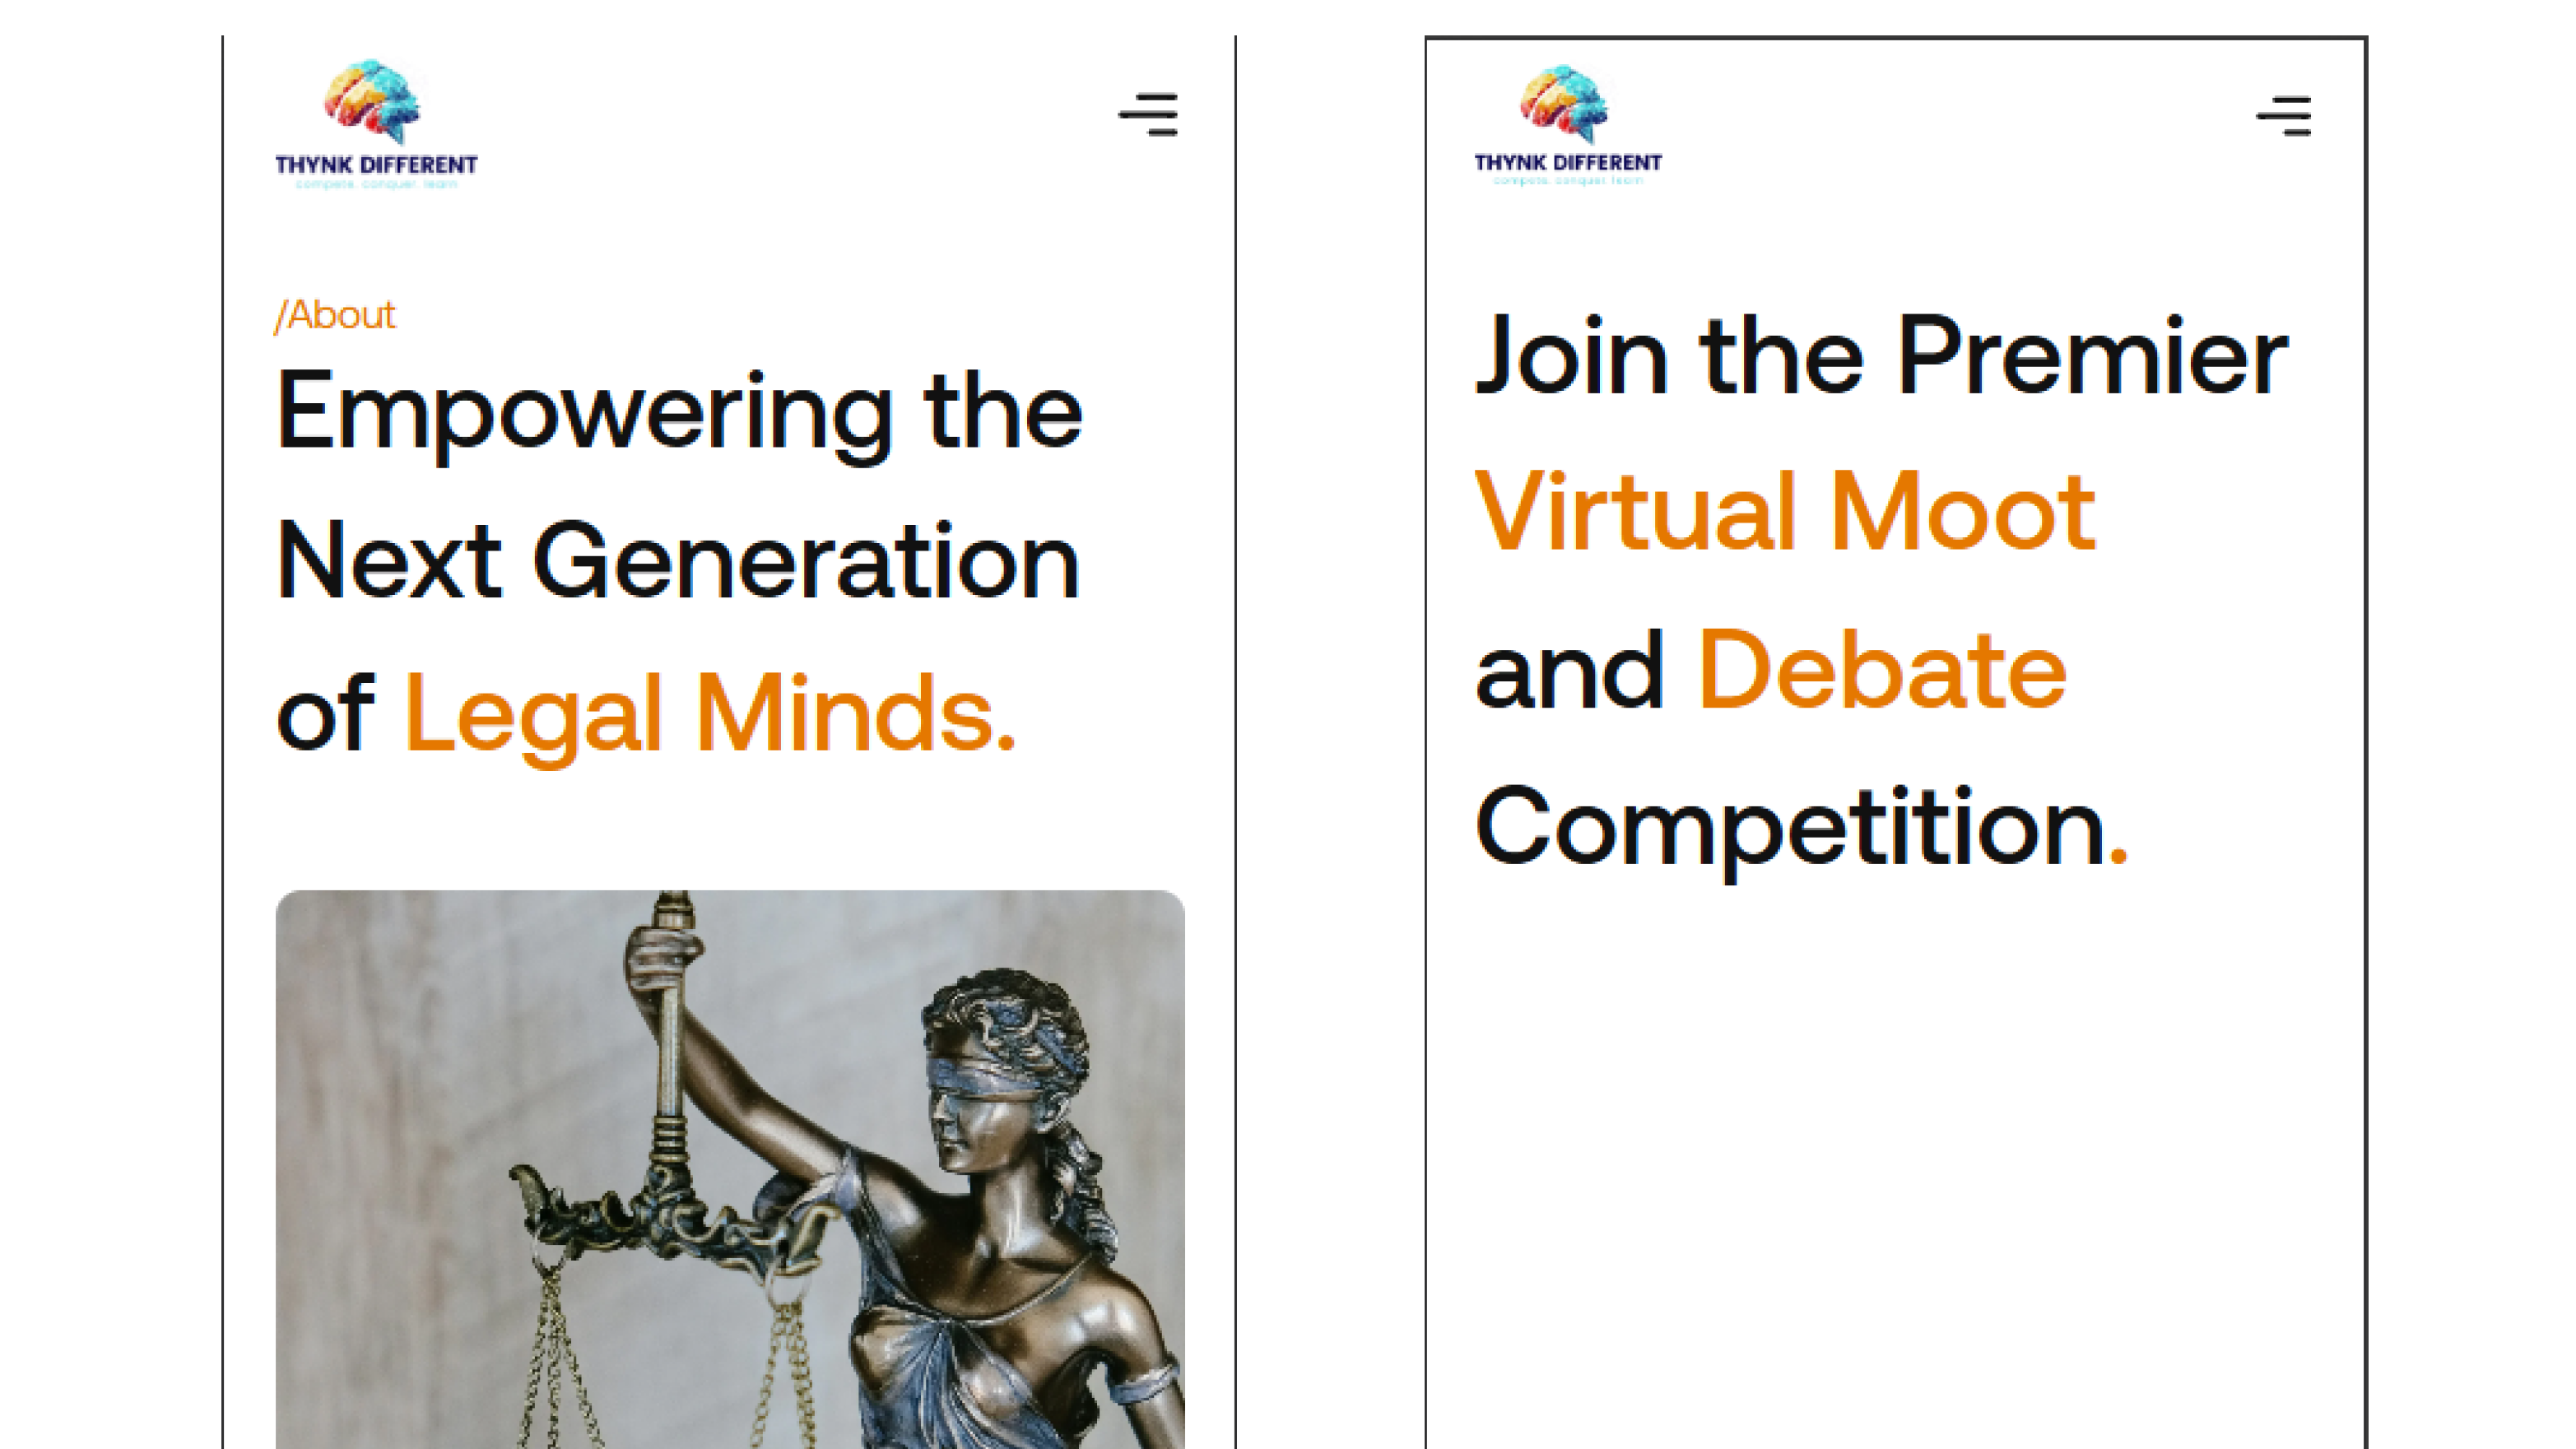 THYNK DIFFERENT
compete. conquer. learn
/About
Empowering the
Next Generation
of Legal Minds.
THYNK DIFFERENT
compete. conquer. learn
Join the Premier
Virtual Moot
and Debate
Competition.